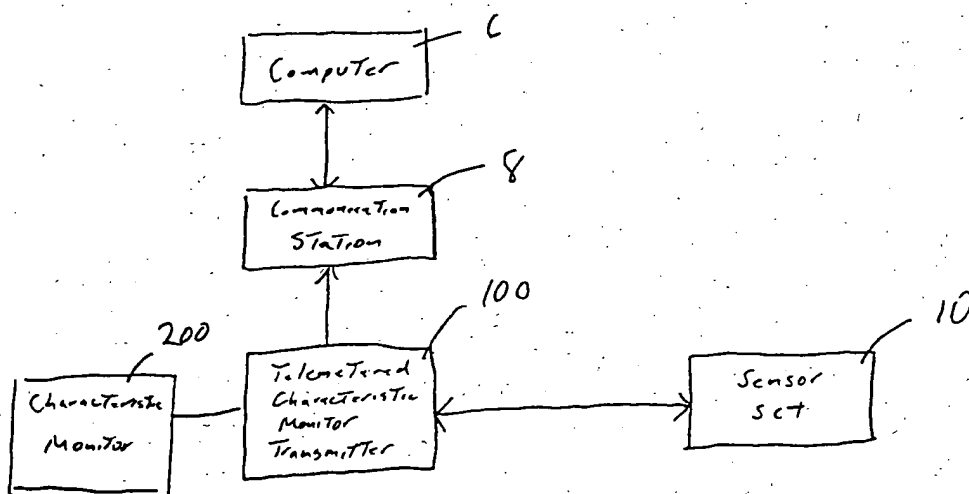 6
Computer
8
Communication
Station
100
200
10
Telemetered
Characteristic
Monitor
Transmitter
Characteristic
Monitor
Sensor
Set